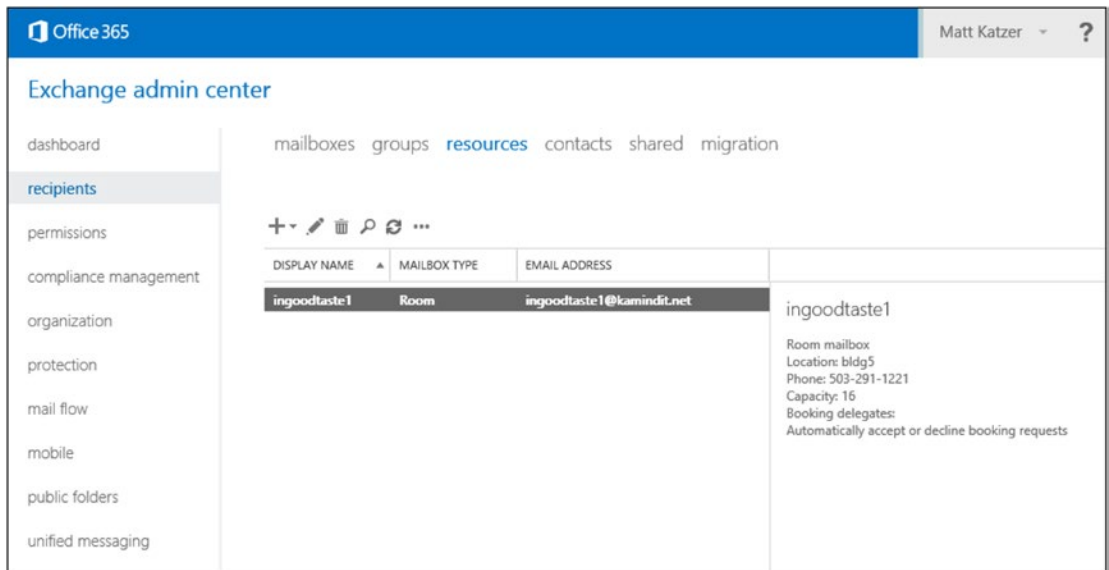 Office 365
Matt Katzer
?
Exchange admin center
dashboard
recipients
permissions
compliance management
organization
protection
mail flow
mobile
public folders
unified messaging
mailboxes groups resources contacts shared migration
DISPLAY NAME MAILBOX TYPE EMAIL ADDRESS
ingoodtaste1 Room ingoodtaste1@kamindit.net
ingoodtaste1
Room mailbox
Location: bldg5
Phone: 503-291-1221
Capacity: 16
Booking delegates:
Automatically accept or decline booking requests